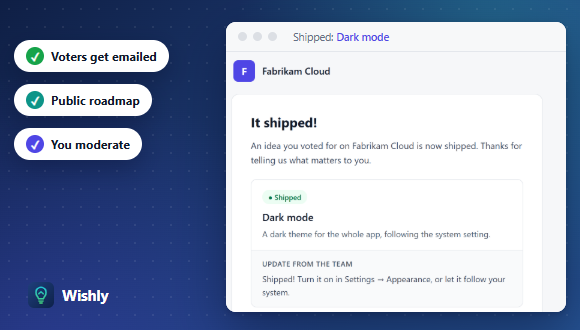 Voters get emailed
Public roadmap
You moderate
Wishly
Shipped: Dark mode
F Fabrikam Cloud
It shipped!
An idea you voted for on Fabrikam Cloud is now shipped. Thanks for
telling us what matters to you.
Shipped
Dark mode
A dark theme for the whole app, following the system setting.
UPDATE FROM THE TEAM
Shipped! Turn it on in Settings → Appearance, or let it follow your
system.